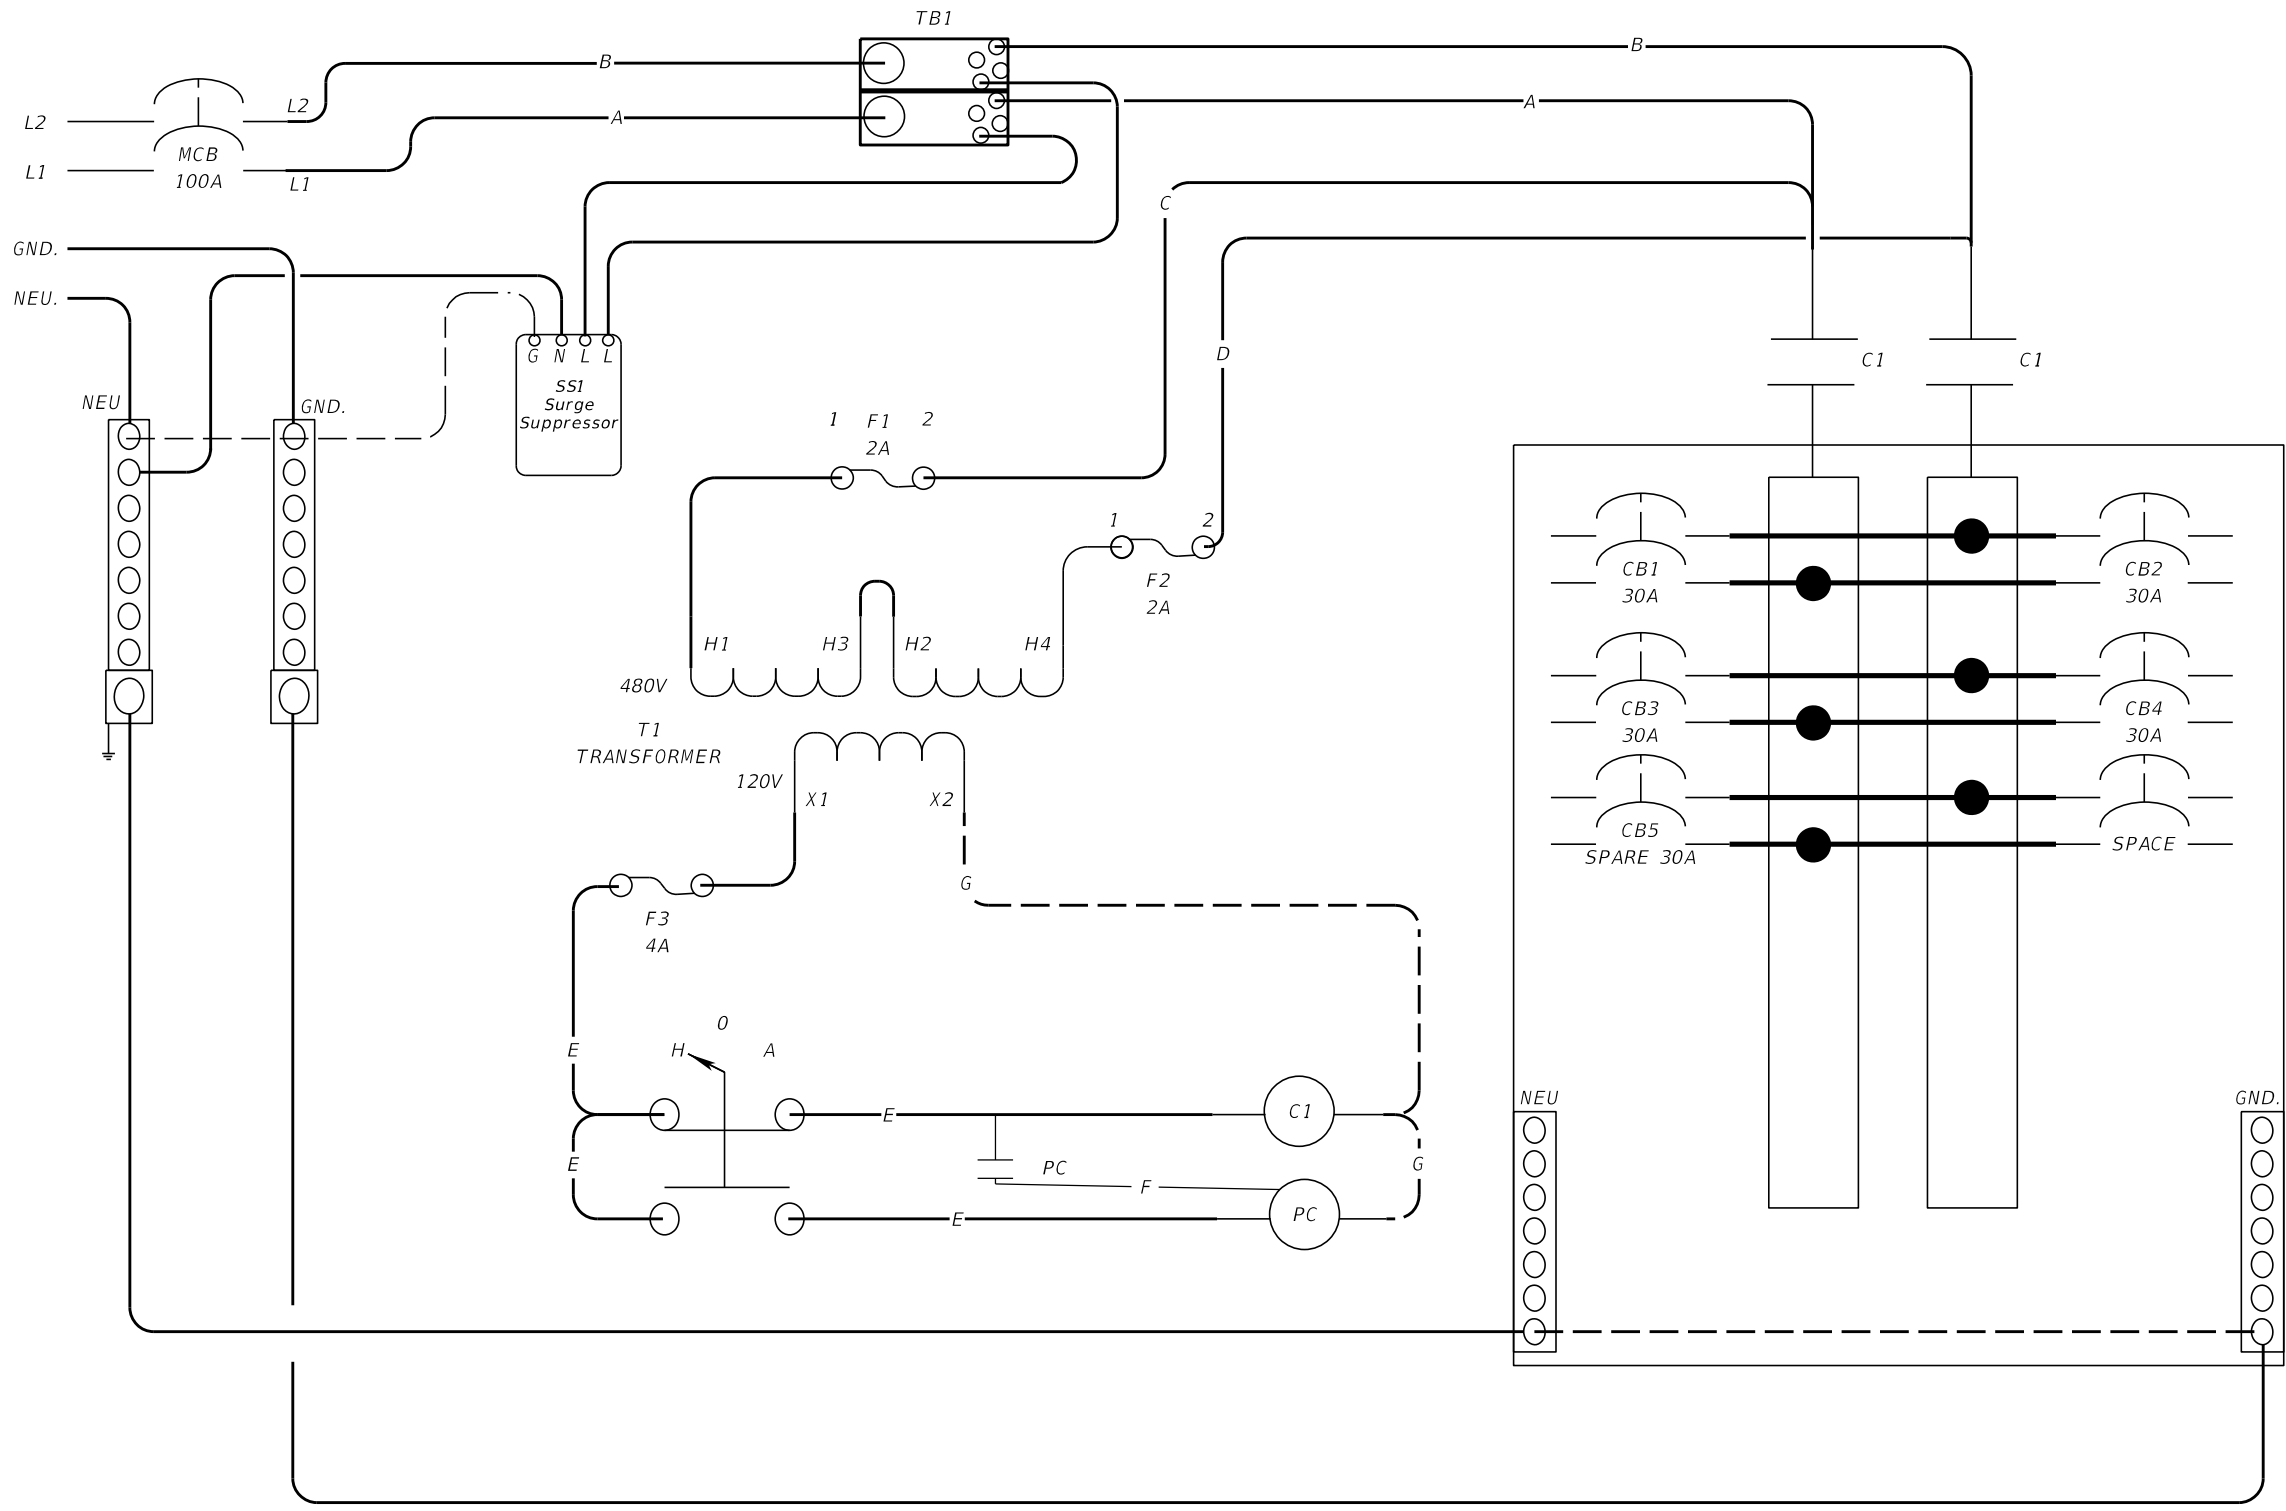 TB1
B
B
L2
L2
A
A
MCB
100A
L1
L1
C
GND.
NEU.
G N L L
D
C1
C1
SS1
Surge
Suppressor
NEU
GND.
1 F1 2
2A
1 2
F2
2A
CB1
30A
CB2
30A
H1 H3 H2 H4
480V
T1
TRANSFORMER
120V
X1 X2
CB3
30A
CB4
30A
CB5
SPARE 30A
SPACE
G
F3
4A
O
H A
E
E
C1
NEU
GND.
E
PC
G
F
E
PC